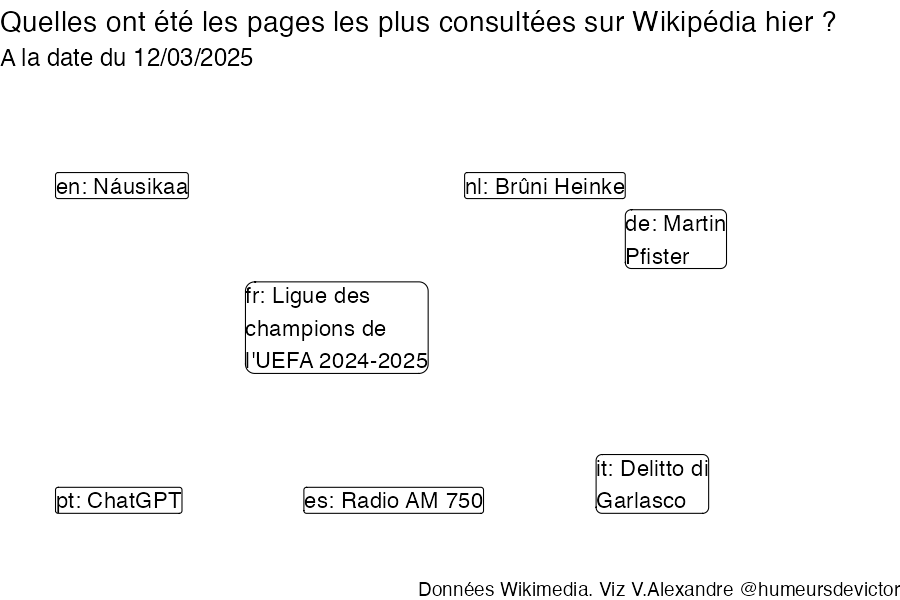 Quelles ont été les pages les plus consultées sur Wikipédia hier ?
A la date du 12/03/2025
en: Náusikaa
nl: Brûni Heinke
de: Martin
Pfister
fr: Ligue des
champions de
l'UEFA 2024-2025
it: Delitto di
Garlasco
pt: ChatGPT
es: Radio AM 750
Données Wikimedia. Viz V.Alexandre @humeursdevictor